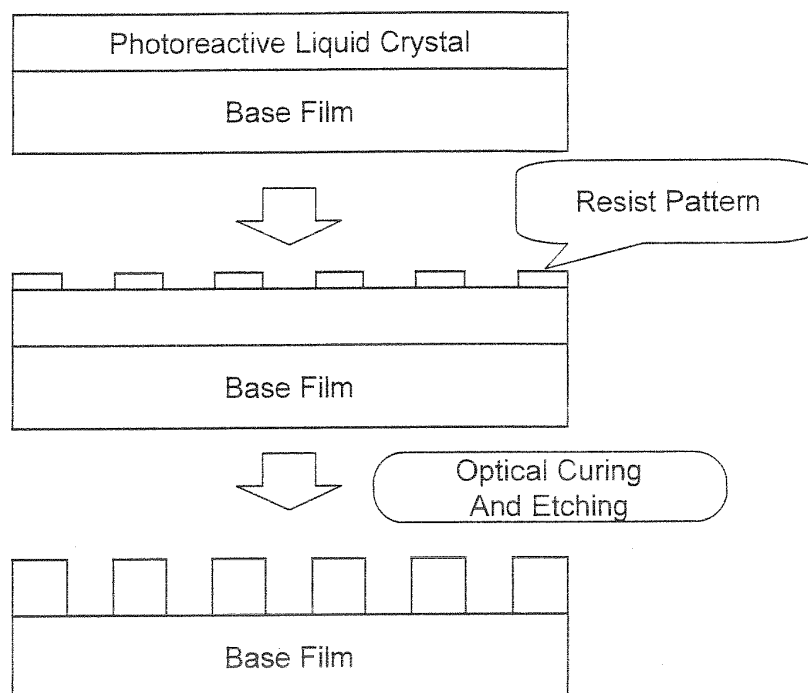 Photoreactive Liquid Crystal
Base Film
Resist Pattern
Base Film
Optical Curing
And Etching
Base Film